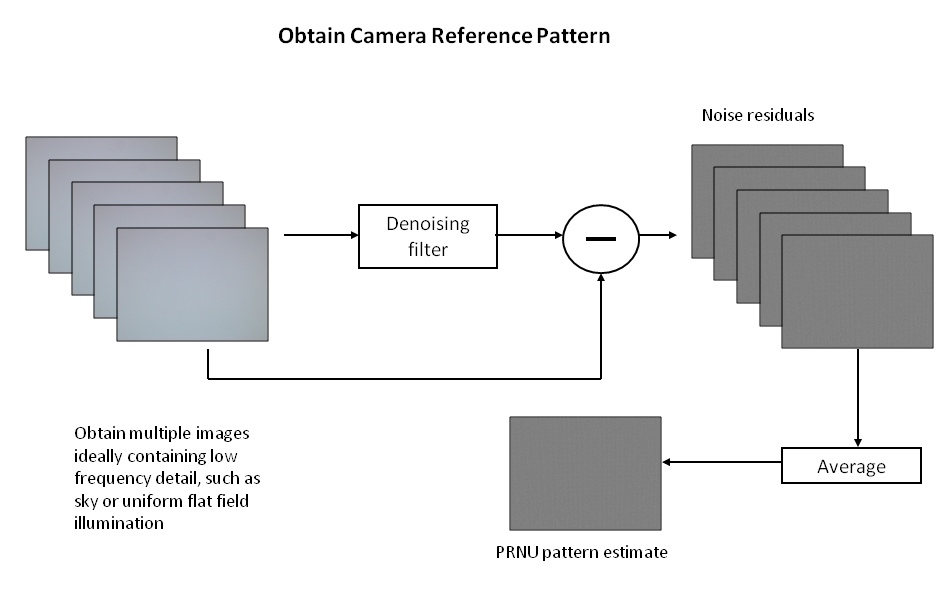 Obtain Camera Reference Pattern
Noise residuals
Denoising
filter
Obtain multiple images
ideally containing low
frequency detail, such as
sky or uniform flat field
illumination
Average
PRNU pattern estimate